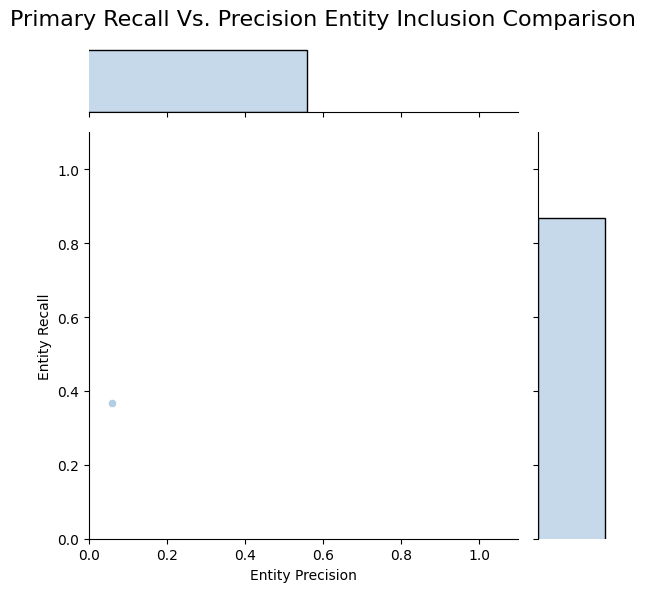 Primary Recall Vs. Precision Entity Inclusion Comparison
1.0
0.8
0.6
0.4
0.2
0.0
Entity Recall
0.0 0.2 0.4 0.6 0.8 1.0
Entity Precision